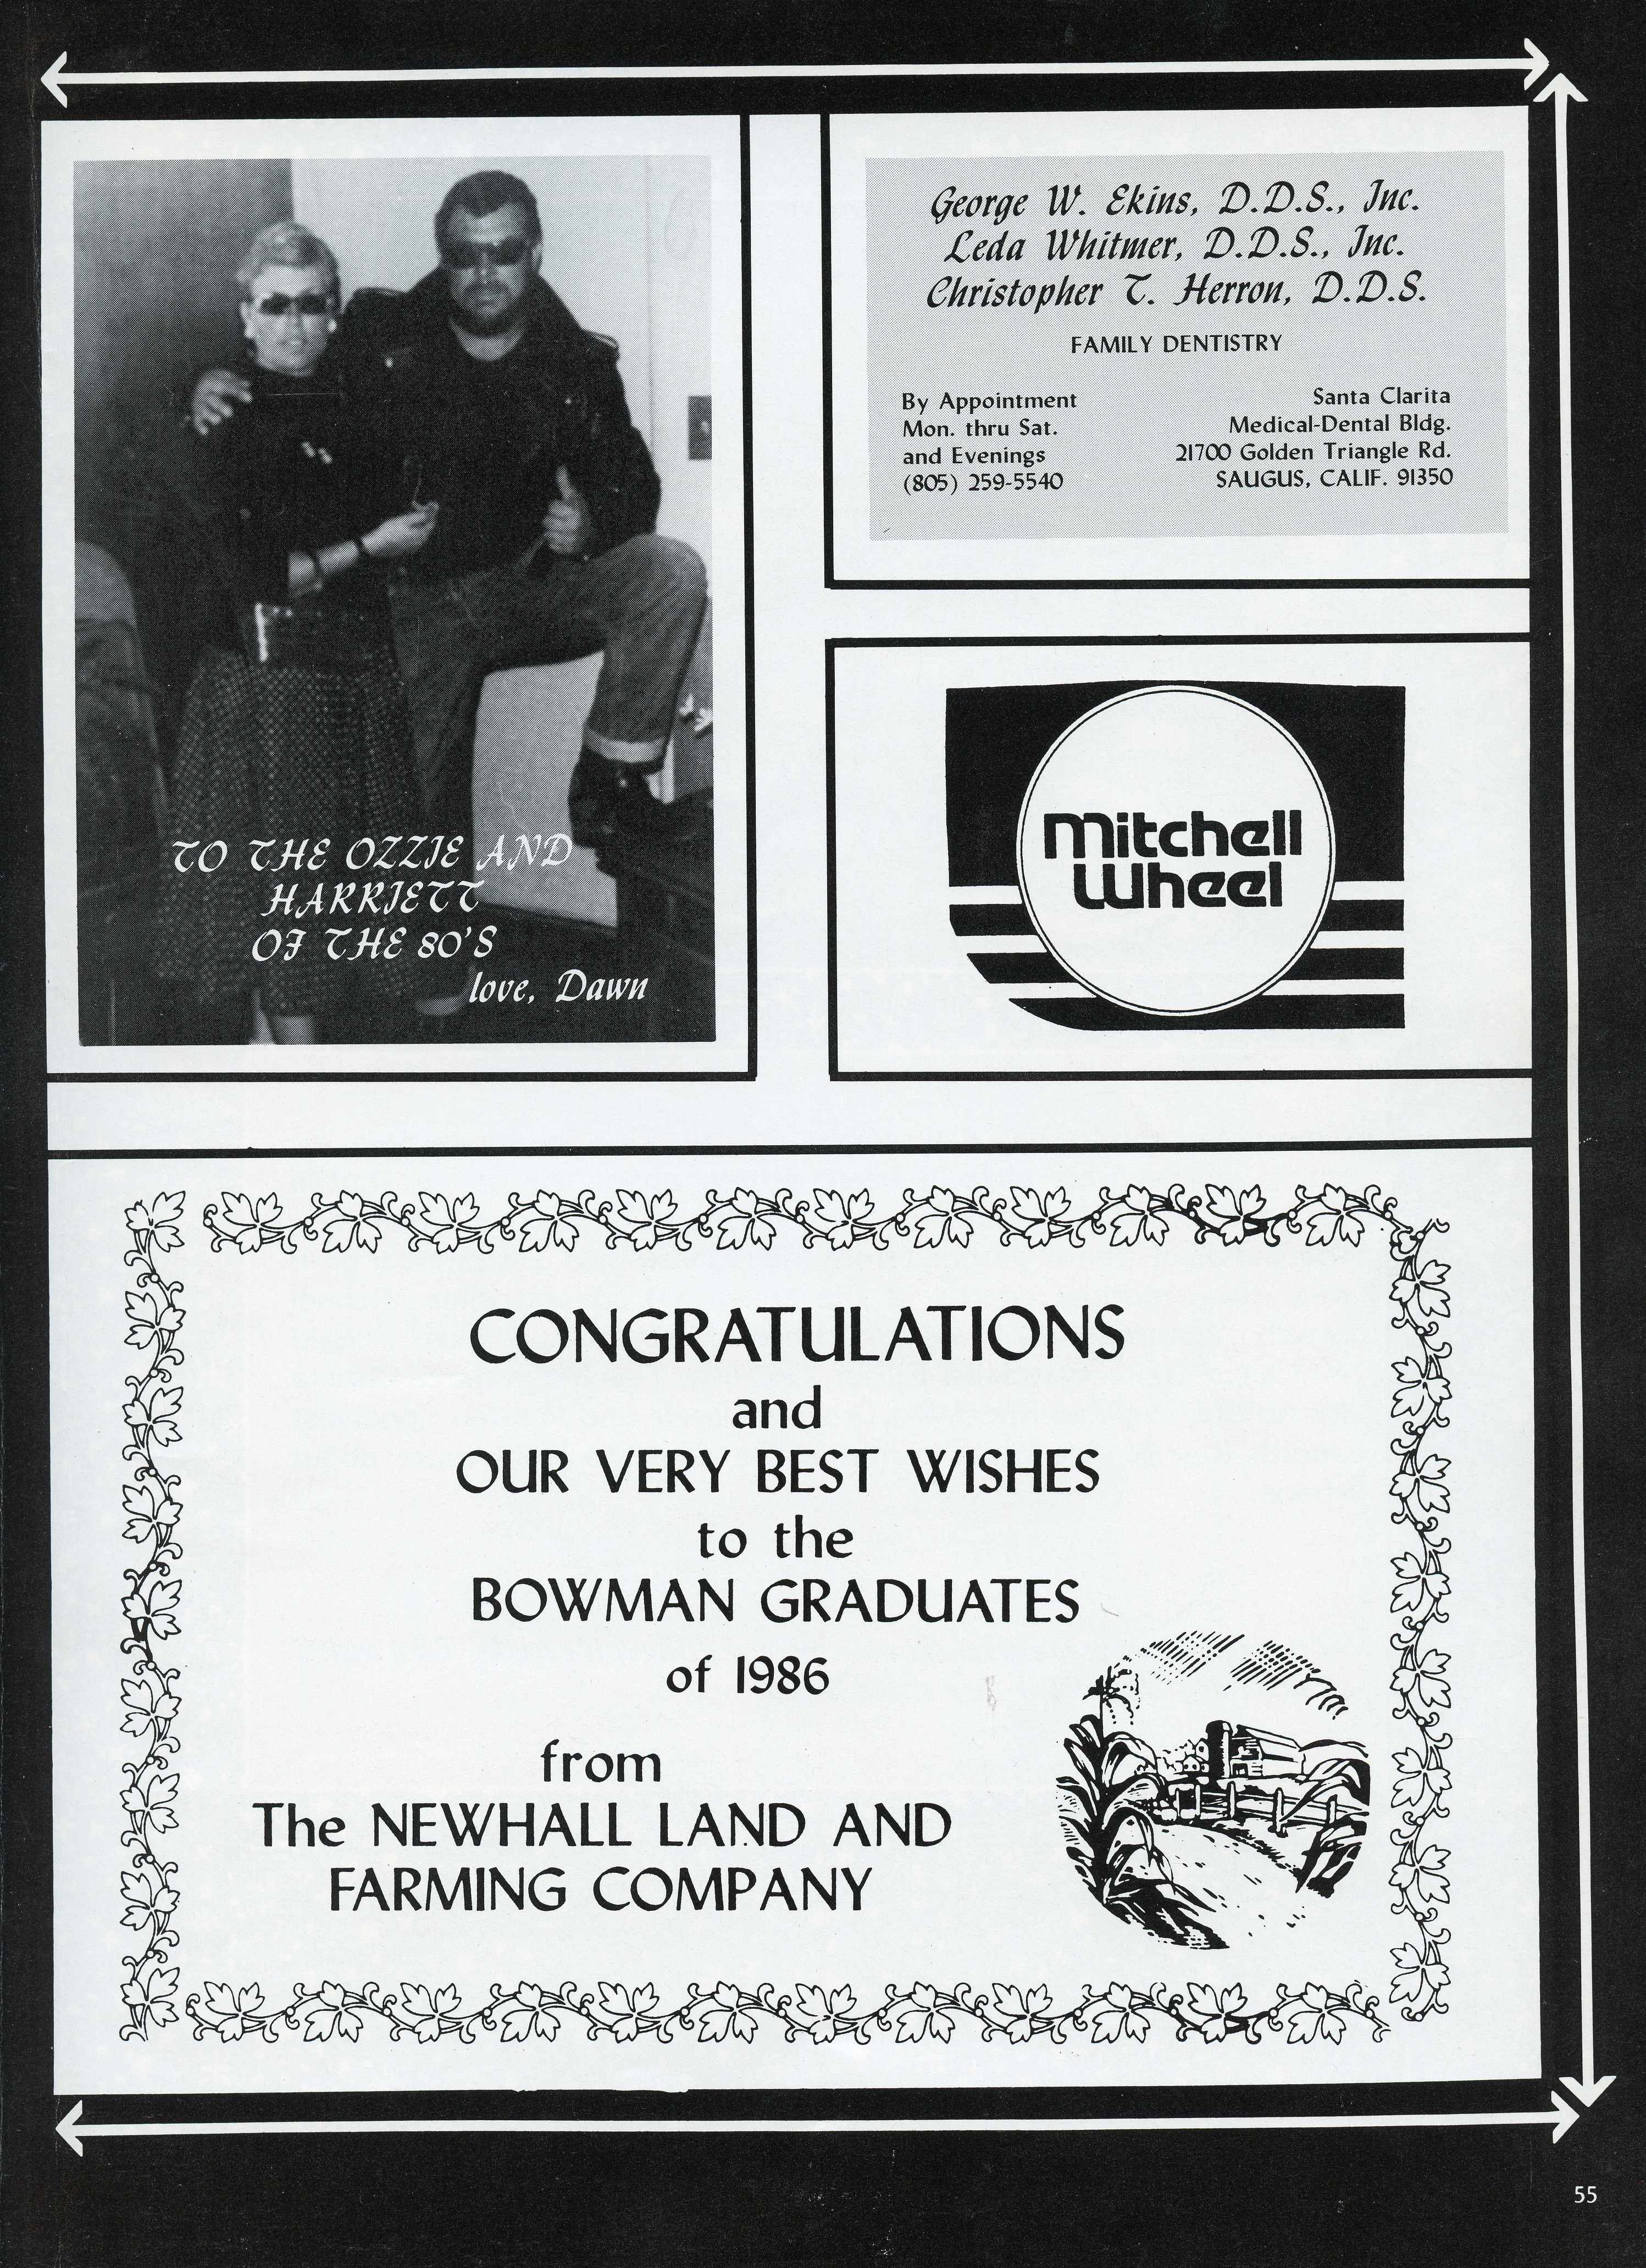 TO THE OZZIE AND
HARRIETT
OF THE 80'S
love, Dawn
George W. Ekins, D.D.S., Inc.
Leda Whitmer, D.D.S., Inc.
Christopher T. Herron, D.D.S.
FAMILY DENTISTRY
By Appointment
Mon. thru Sat.
and Evenings
(805) 259-5540
Santa Clarita
Medical-Dental Bldg.
21700 Golden Triangle Rd.
SAUGUS, CALIF. 91350
Mitchell
Wheel
CONGRATULATIONS
and
OUR VERY BEST WISHES
to the
BOWMAN GRADUATES
of 1986
from
The NEWHALL LAND AND
FARMING COMPANY
55